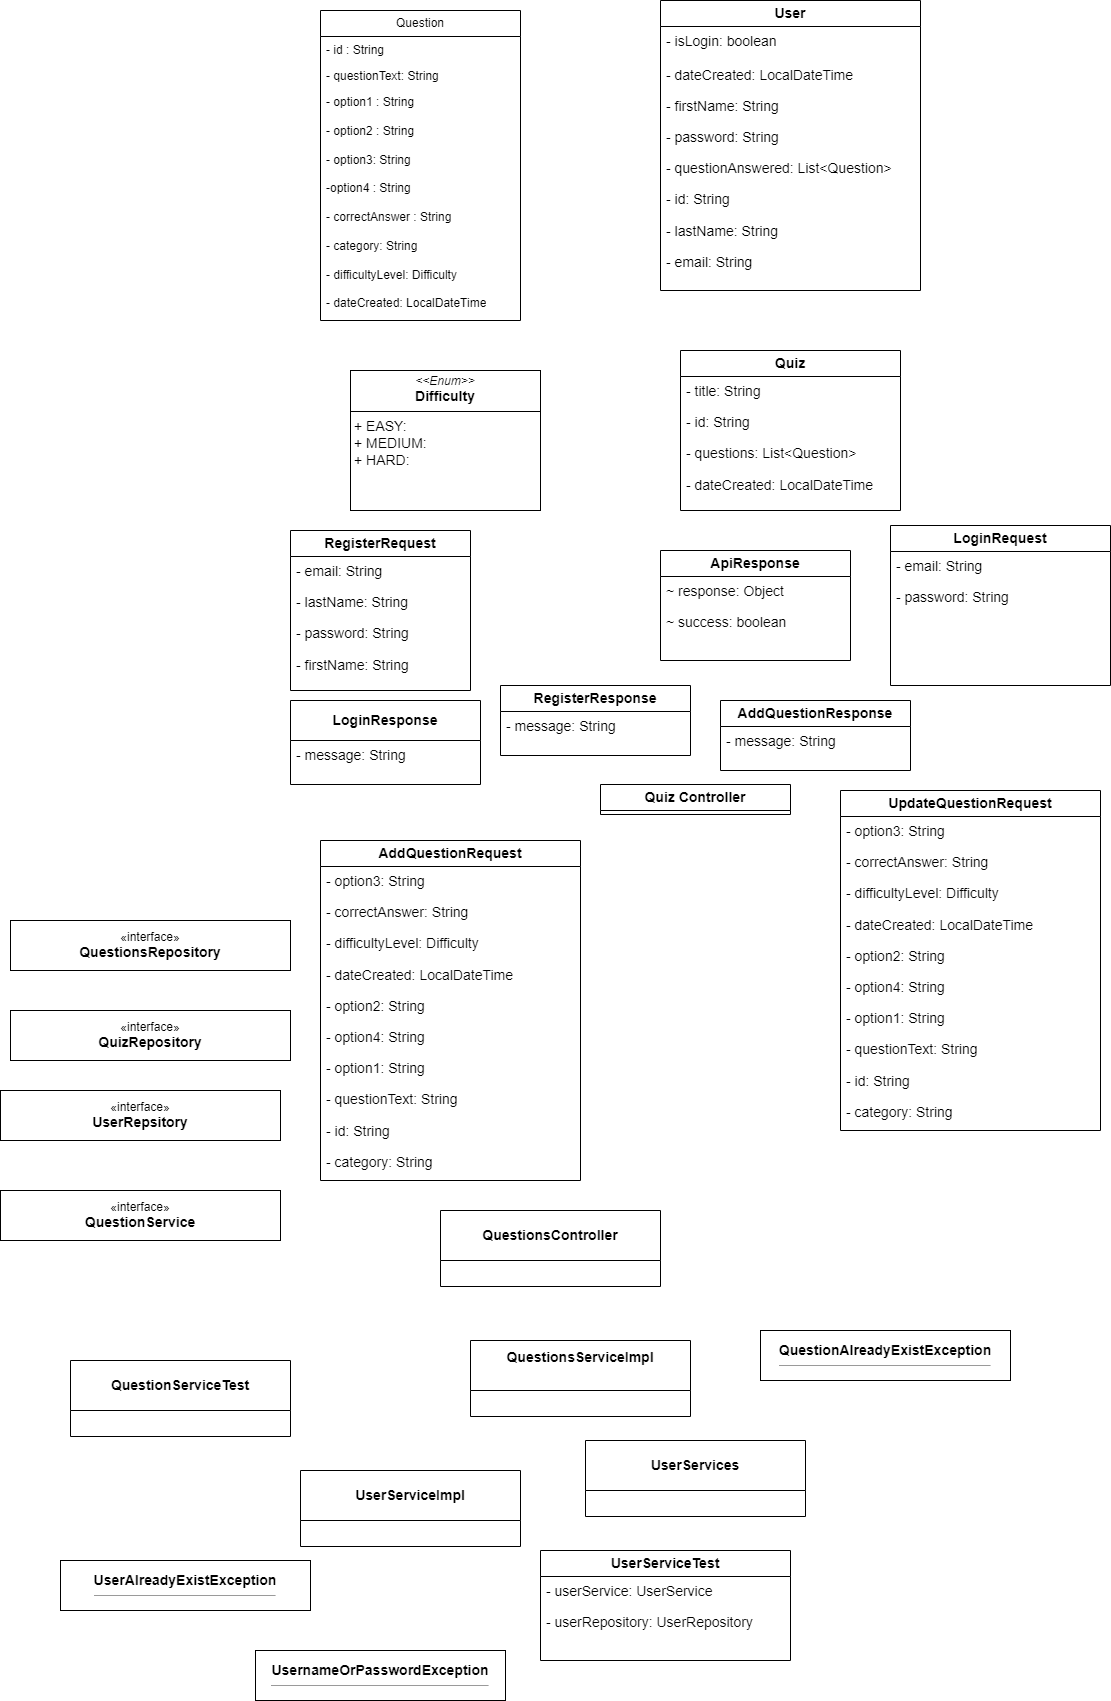 Question
- id : String
- questionText: String
- option1 : String
- option2 : String
- option3: String
-option4 : String
- correctAnswer : String
- category: String
- difficultyLevel: Difficulty
- dateCreated: LocalDateTime
User
- isLogin: boolean
- dateCreated: LocalDateTime
- firstName: String
- password: String
- questionAnswered: List<Question>
- id: String
- lastName: String
- email: String
<<Enum>>
Difficulty
+ EASY:
+ MEDIUM:
+ HARD:
Quiz
- title: String
- id: String
- questions: List<Question>
- dateCreated: LocalDateTime
RegisterRequest
- email: String
- lastName: String
- password: String
- firstName: String
ApiResponse
~ response: Object
~ success: boolean
LoginRequest
- email: String
- password: String
LoginResponse
- message: String
RegisterResponse
- message: String
AddQuestionResponse
- message: String
Quiz Controller
UpdateQuestionRequest
- option3: String
- correctAnswer: String
- difficultyLevel: Difficulty
- dateCreated: LocalDateTime
- option2: String
- option4: String
- option1: String
- questionText: String
- id: String
- category: String
AddQuestionRequest
- option3: String
- correctAnswer: String
- difficultyLevel: Difficulty
- dateCreated: LocalDateTime
- option2: String
- option4: String
- option1: String
- questionText: String
- id: String
- category: String
«interface»
QuestionsRepository
«interface»
QuizRepository
«interface»
UserRepsitory
«interface»
QuestionService
QuestionsController
QuestionServiceTest
QuestionsServiceImpl
QuestionAlreadyExistException
UserServices
UserServiceImpl
UserAlreadyExistException
UserServiceTest
- userService: UserService
- userRepository: UserRepository
UsernameOrPasswordException